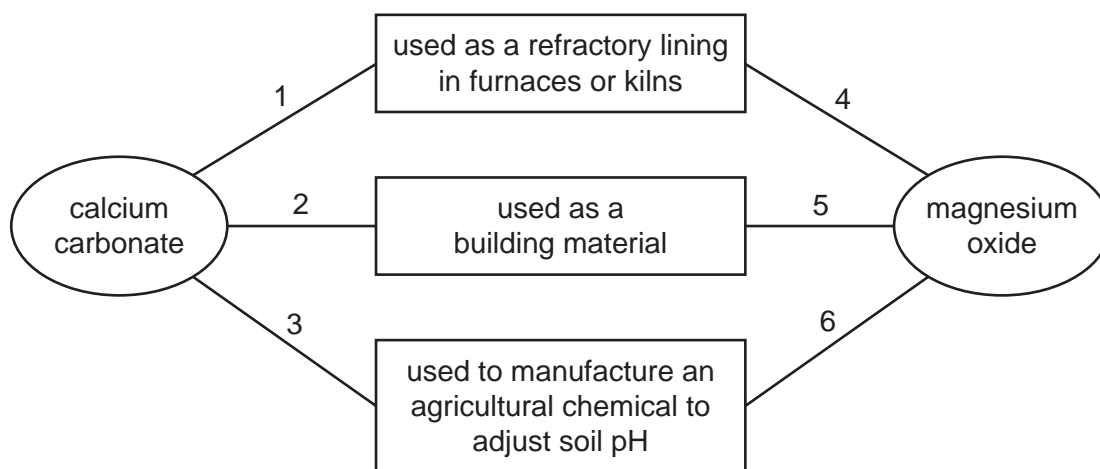 used as a refractory lining
in furnaces or kilns
1
4
calcium
carbonate
2
used as a
building material
5
magnesium
oxide
3
6
used to manufacture an
agricultural chemical to
adjust soil pH